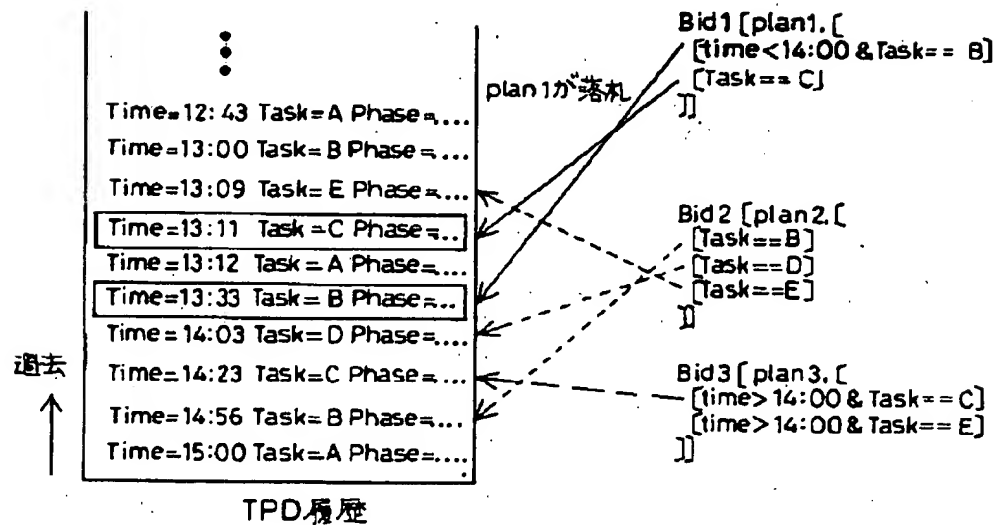 Time=12:43 Task=A Phase=....
Time=13:00 Task=B Phase=....
Time=13:09 Task=E Phase=....
Time=13:11 Task=C Phase=...
Time=13:12 Task=A Phase=....
Time=13:33 Task=B Phase=...
Time=14:03 Task=D Phase=....
Time=14:23 Task=C Phase=....
Time=14:56 Task=B Phase=....
Time=15:00 Task=A Phase=....
過去
TPD履歴
plan1が落札
Bid1 [plan1, [
[time<14:00 & Task== B]
[Task== C]
]]
Bid2 [plan2, [
[Task==B]
[Task==D]
[Task==E]
]]
Bid3 [plan3, [
[time>14:00 & Task== C]
[time>14:00 & Task== E]
]]